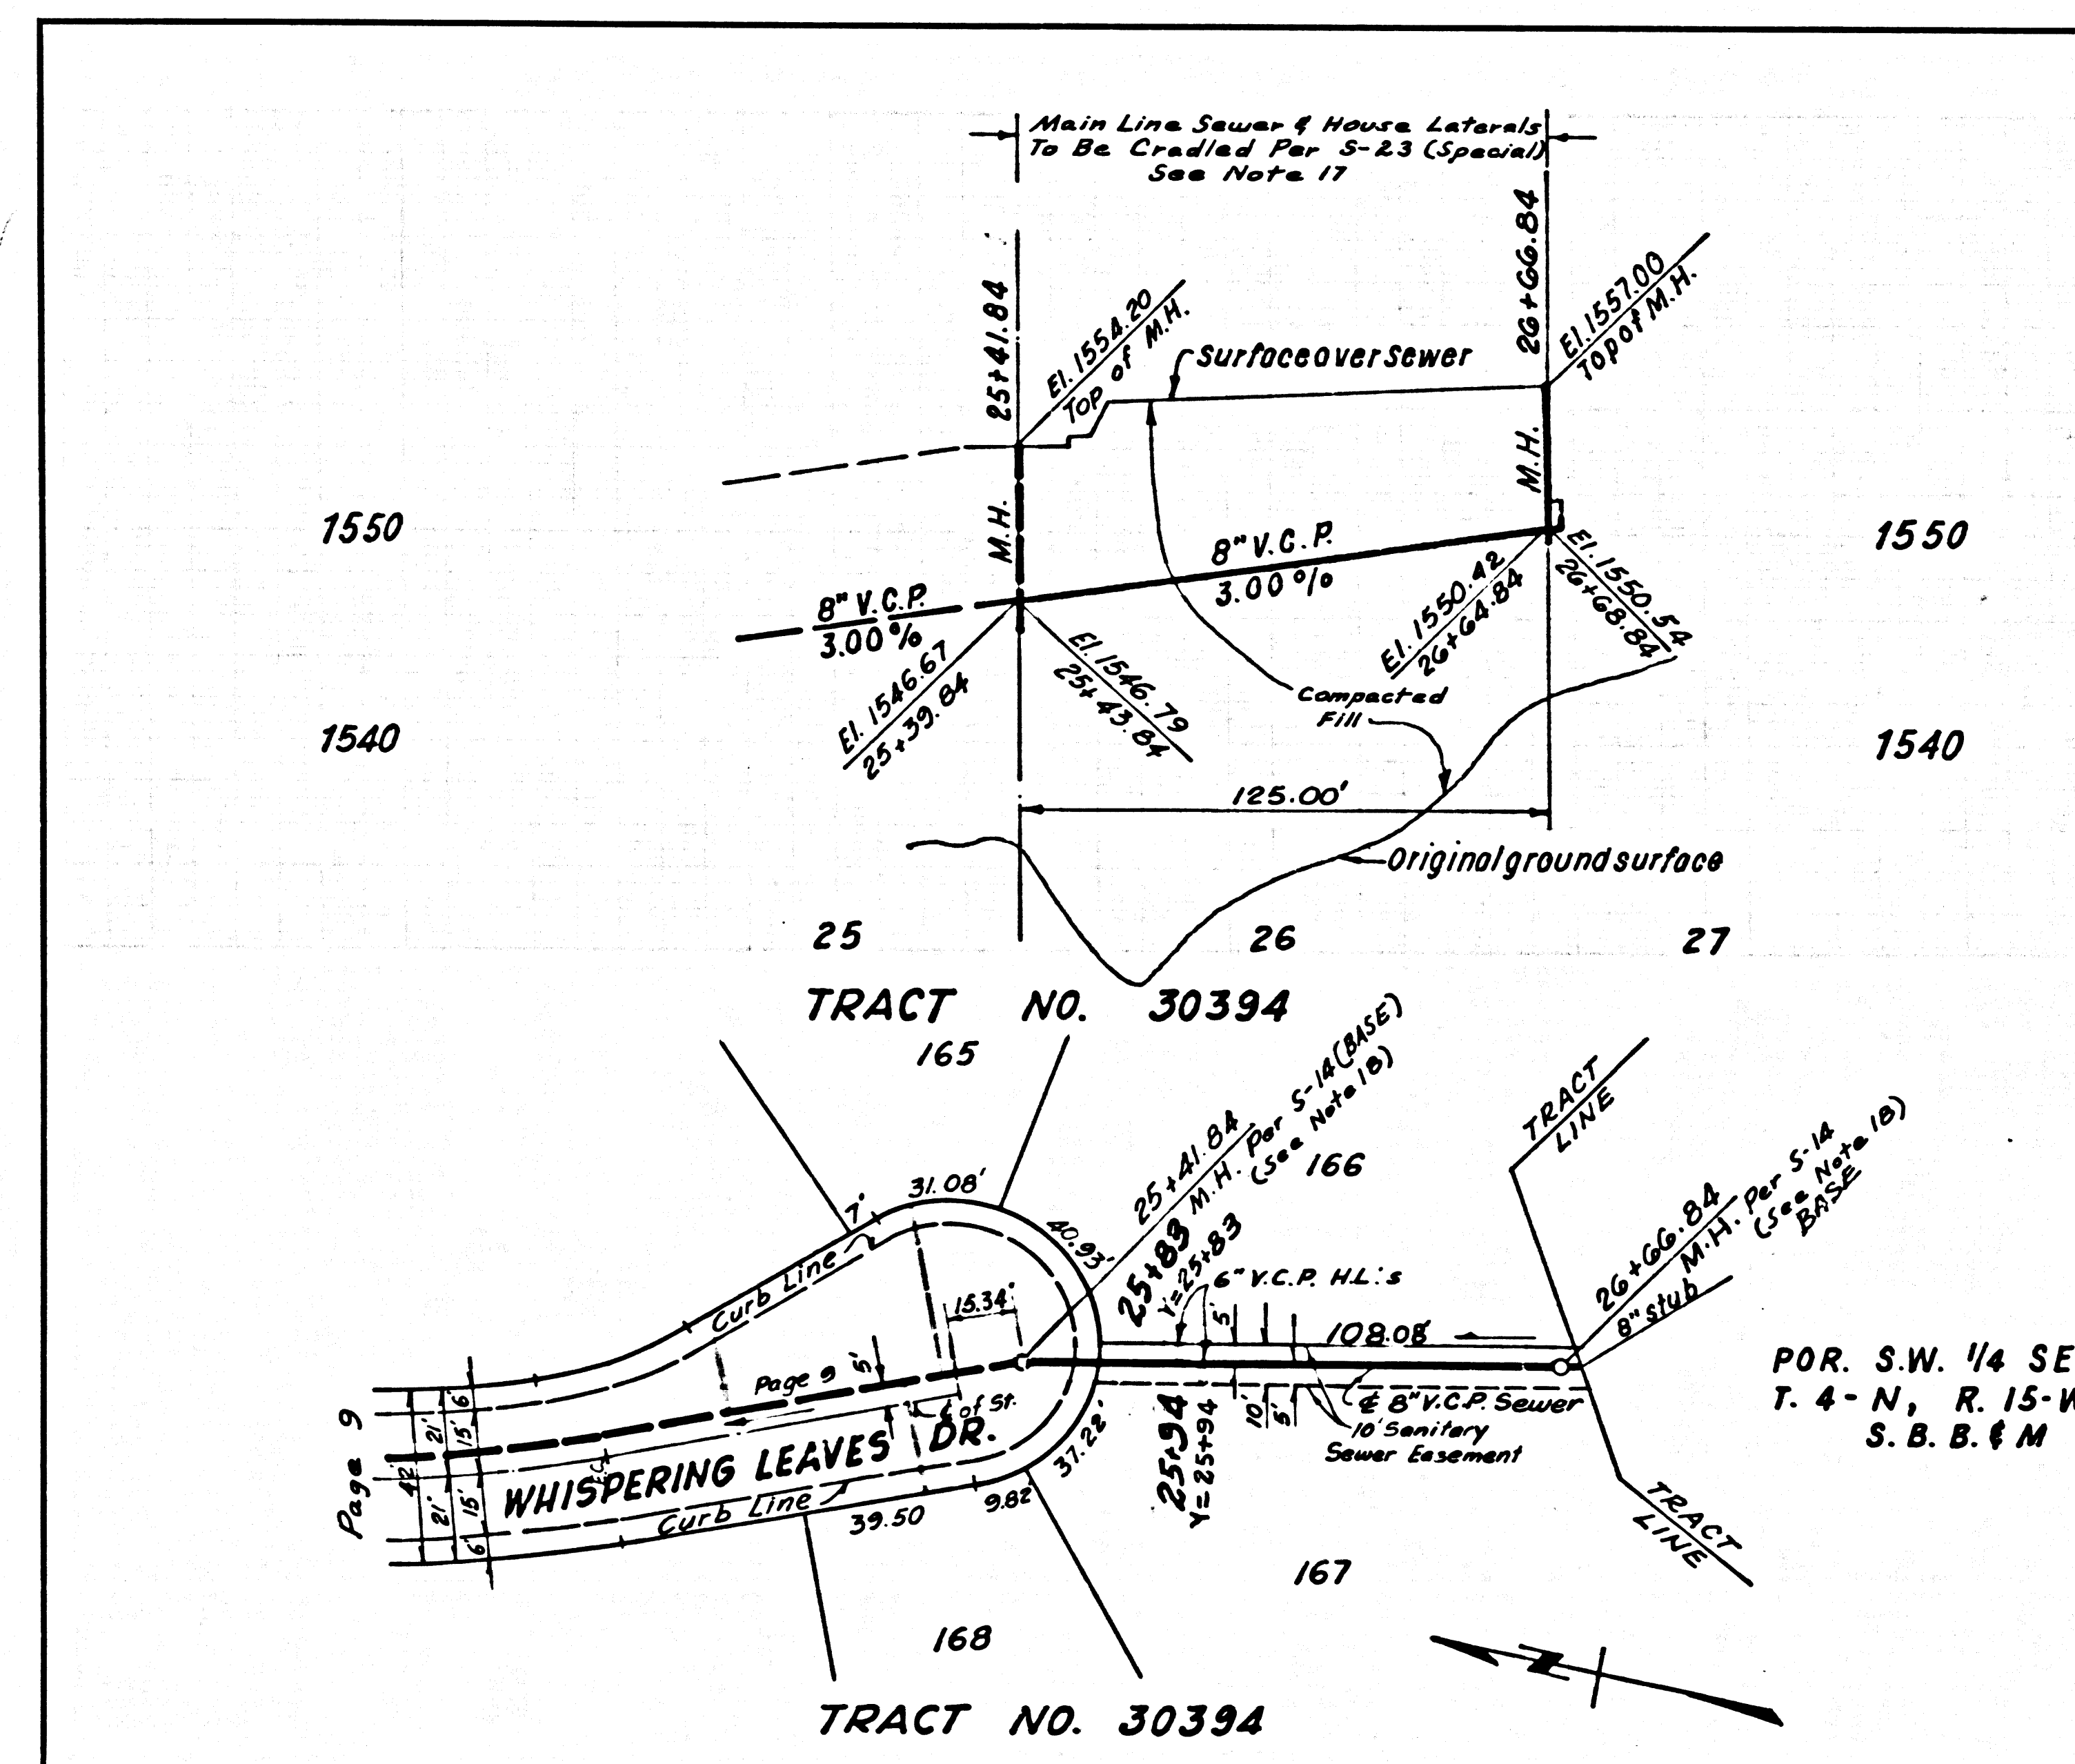 Main Line Sewer & House Laterals
To Be Cradled Per S-23 (Special)
See Note 17
25+41.84
26+66.84
El. 1554.20
Top of M.H.
El. 1557.00
Top of M.H.
Surface over sewer
M.H.
M.H.
1550
1550
8" V.C.P.
3.00%
8" V.C.P.
3.00%
El. 1546.67
25+39.84
El. 1546.79
25+43.84
El. 1550.42
26+64.84
El. 1550.54
26+68.84
Compacted
Fill
1540
1540
125.00'
Original ground surface
25
26
27
TRACT NO. 30394
165
166
25+41.84
M.H. Per S-14 (BASE)
(See Note 18)
TRACT
LINE
26+66.84
M.H. Per S-14
(See Note 18)
BASE
8" Stub
7'
31.08'
40.93'
25+83
Y=25+83
6" V.C.P. H.L.'s
5'
108.08'
Curb Line
15.34'
Page 9
5'
℄ of St.
℄ 8" V.C.P. Sewer
10' Sanitary
Sewer Easement
10'
5'
25+94
Y=25+94
POR. S.W. 1/4 SE
T. 4-N, R. 15-W
S. B. B. & M
Page 9
42'
21'
21'
6'
15'
15'
6'
E.C.
WHISPERING LEAVES DR.
Curb Line
39.50
9.82
37.22'
TRACT
LINE
167
168
N
TRACT NO. 30394